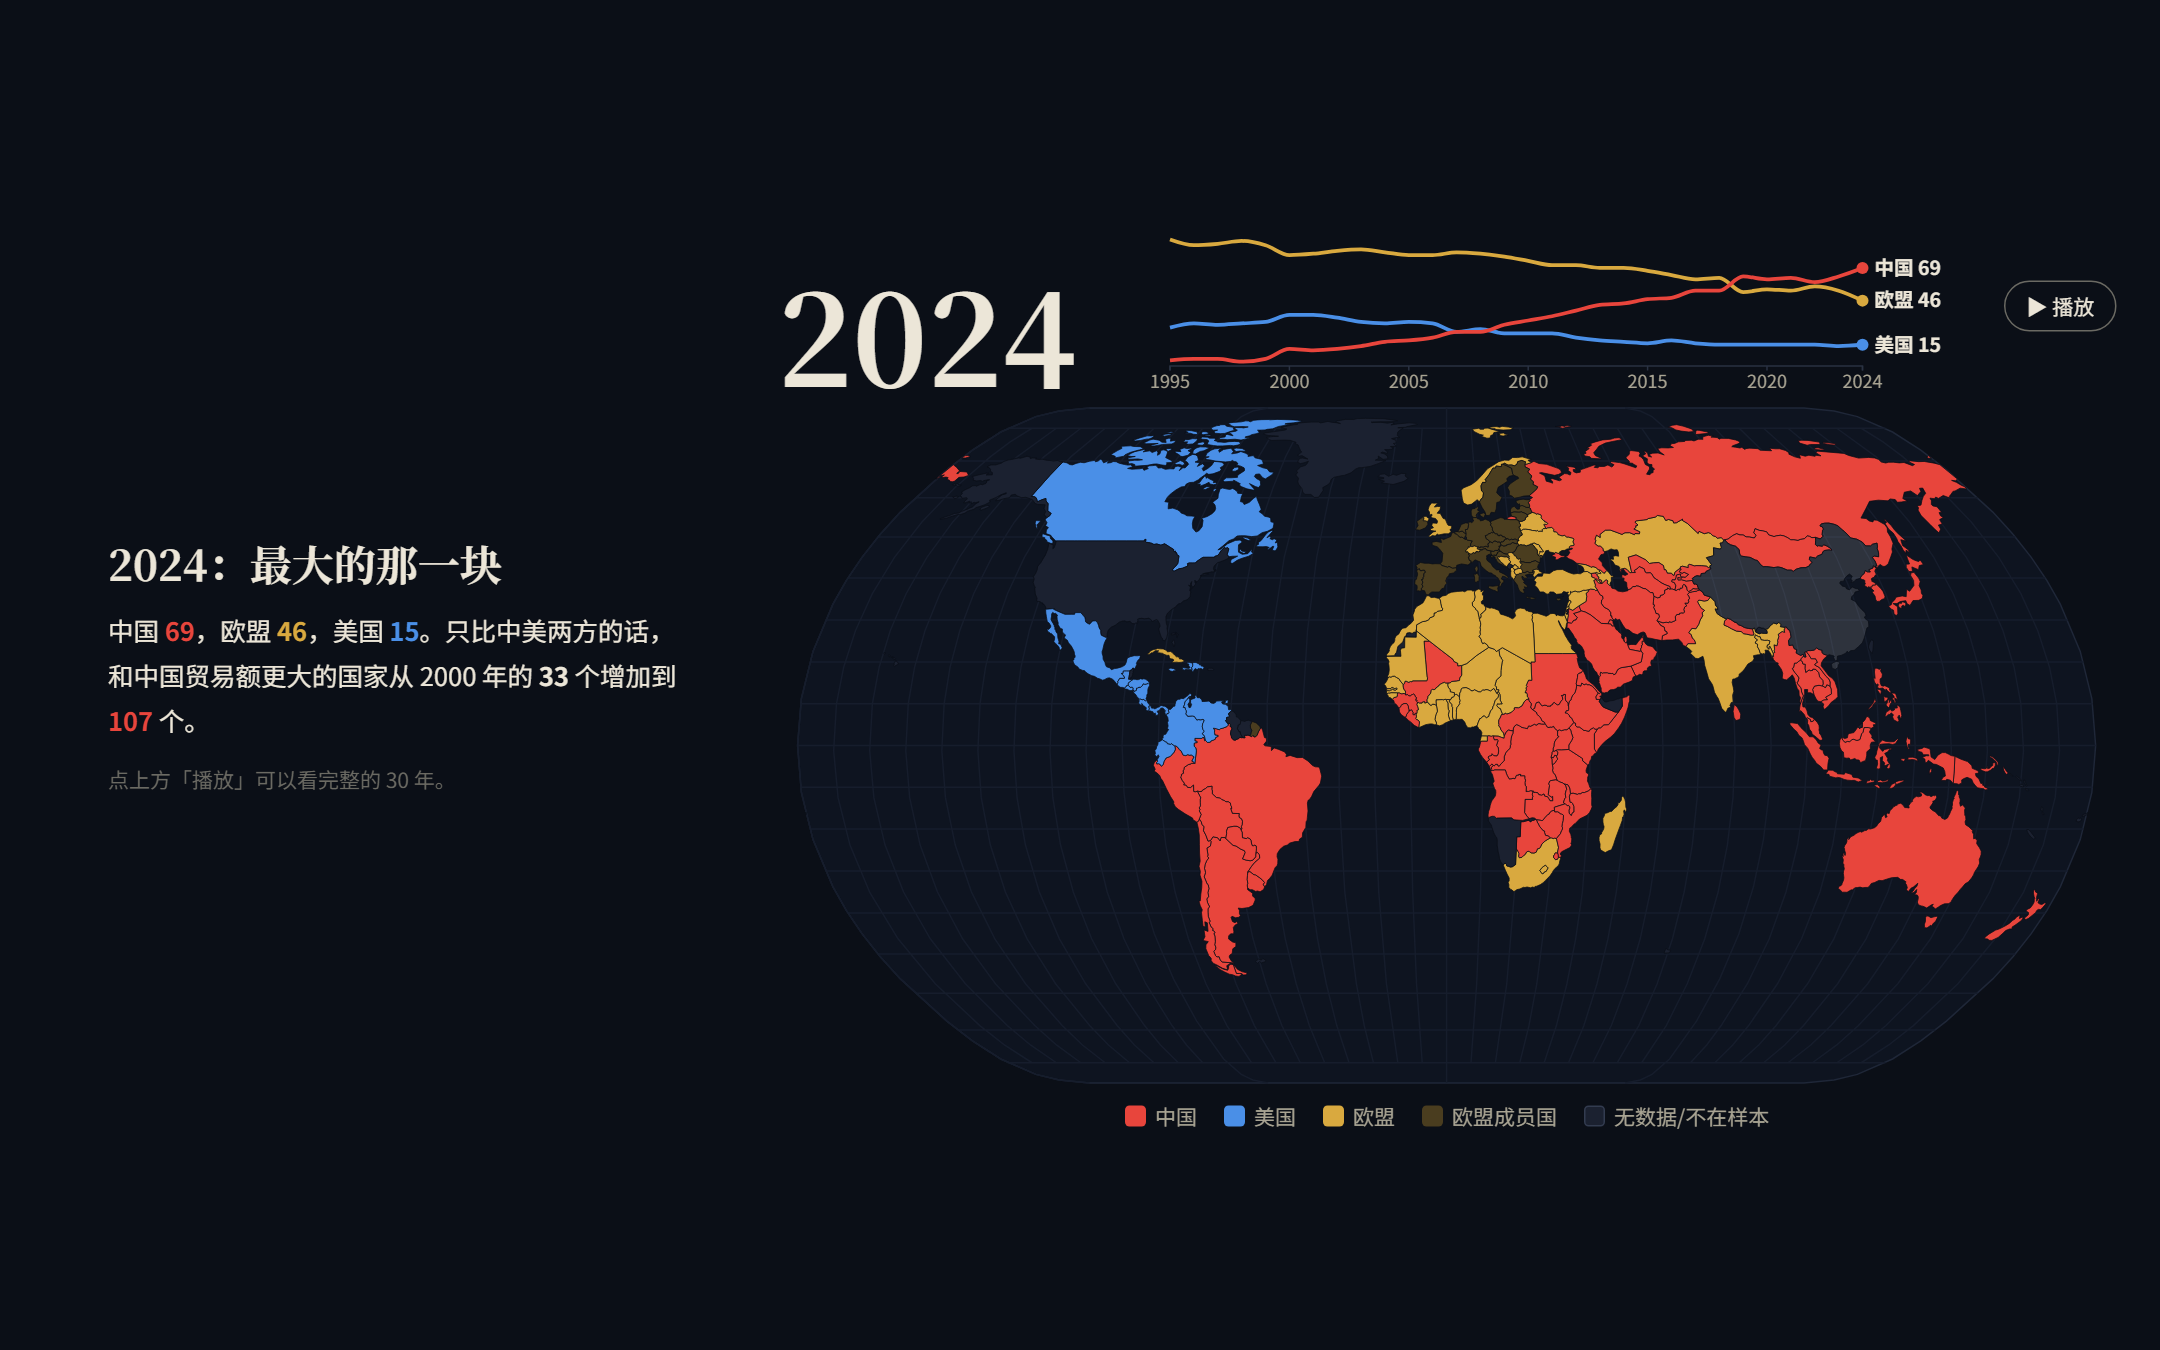 中国 69
欧盟 46
美国 15
▶ 播放
2024
1995 2000 2005 2010 2015 2020 2024
2024：最大的那一块
中国 69，欧盟 46，美国 15。只比中美两方的话，
和中国贸易额更大的国家从 2000 年的 33 个增加到
107 个。
点上方「播放」可以看完整的 30 年。
中国 美国 欧盟 欧盟成员国 无数据/不在样本